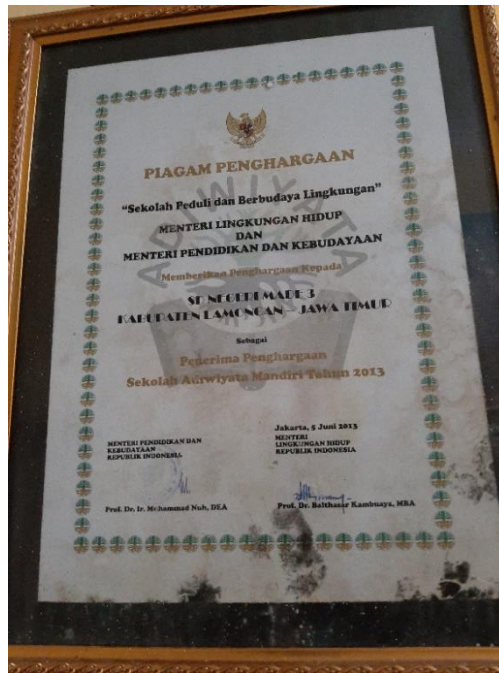 PIAGAM PENGHARGAAN
"Sekolah Peduli dan Berbudaya Lingkungan"
MENTERI LINGKUNGAN HIDUP
DAN
MENTERI PENDIDIKAN DAN KEBUDAYAAN
Memberikan Penghargaan Kepada
SD NEGERI MADE 3
KABUPATEN LAMONGAN - JAWA TIMUR
Sebagai
Penerima Penghargaan
Sekolah Adiwiyata Mandiri Tahun 2013
MENTERI PENDIDIKAN DAN
KEBUDAYAAN
REPUBLIK INDONESIA
Prof. Dr. Ir. Mohammad Nuh, DEA
Jakarta, 5 Juni 2013
MENTERI
LINGKUNGAN HIDUP
REPUBLIK INDONESIA
Prof. Dr. Balthasar Kambuaya, MBA
ADIWIYATA